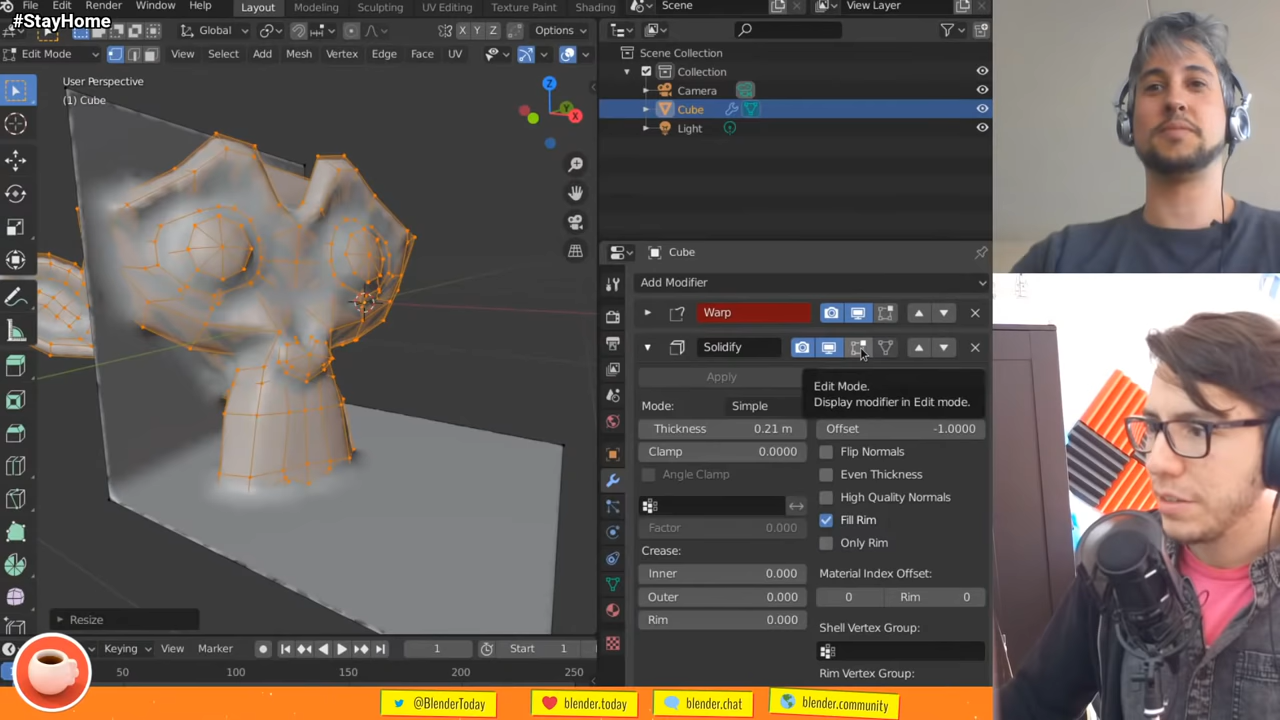 File Edit Render Window Help
Layout Modeling Sculpting UV Editing Texture Paint Shading
Scene
View Layer
#StayHome
Global
X Y Z
Options
Edit Mode
View Select Add Mesh Vertex Edge Face UV
User Perspective
(1) Cube
Z
Y
X
Resize
Keying View Marker
1
Start 1
50 100 150 200 250
Scene Collection
Collection
Camera
Cube
Light
Cube
Add Modifier
Warp
Solidify
Apply
Edit Mode.
Display modifier in Edit mode.
Mode: Simple
Thickness 0.21 m
Offset -1.0000
Clamp 0.0000
Flip Normals
Angle Clamp
Even Thickness
High Quality Normals
Factor 0.000
Fill Rim
Only Rim
Crease:
Inner 0.000
Outer 0.000
Rim 0.000
Material Index Offset:
0 Rim 0
Shell Vertex Group:
Rim Vertex Group:
@BlenderToday
blender.today
blender.chat
blender.community